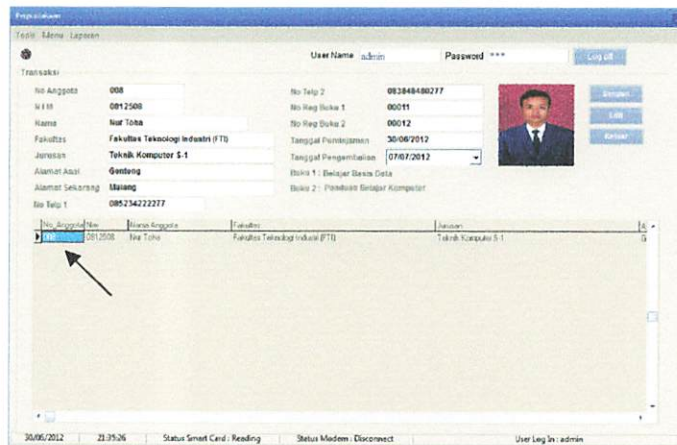 Perpustakaan
Tools Menu Laporan
User Name admin Password *** Log off
Transaksi
No Anggota 008 No Telp 2 083848480277 Simpan
N I M 0812508 No Reg Buku 1 00011 Edit
Nama Nur Toha No Reg Buku 2 00012 Keluar
Fakultas Fakultas Teknologi Industri (FTI) Tanggal Peminjaman 30/06/2012
Jurusan Teknik Komputer S-1 Tanggal Pengembalian 07/07/2012
Alamat Asal Genteng Buku 1 : Belajar Basis Data
Alamat Sekarang Malang Buku 2 : Panduan Belajar Komputer
No Telp 1 085234222277
No_Anggota Nim Nama Anggota Fakultas Jurusan A
008 0812508 Nur Toha Fakultas Teknologi Industri (FTI) Teknik Komputer S-1 G
30/06/2012 21:35:26 Status Smart Card : Reading Status Modem : Disconnect User Log In : admin